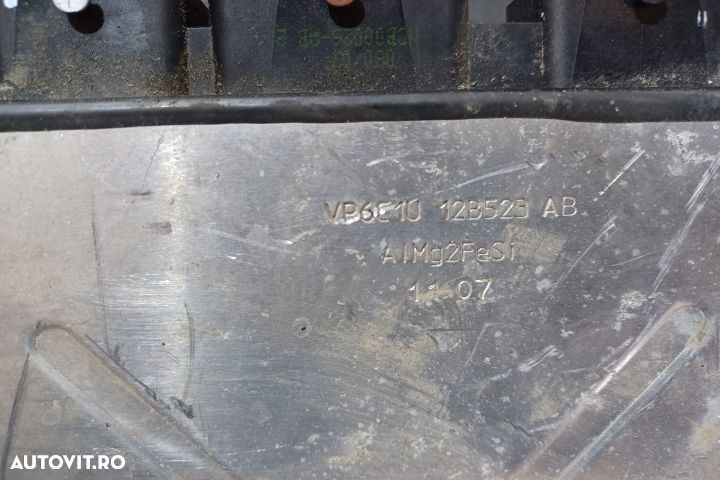 VP6E1U 12B523 AB
AlMg2FeSi
11 07
AUTOVIT.RO